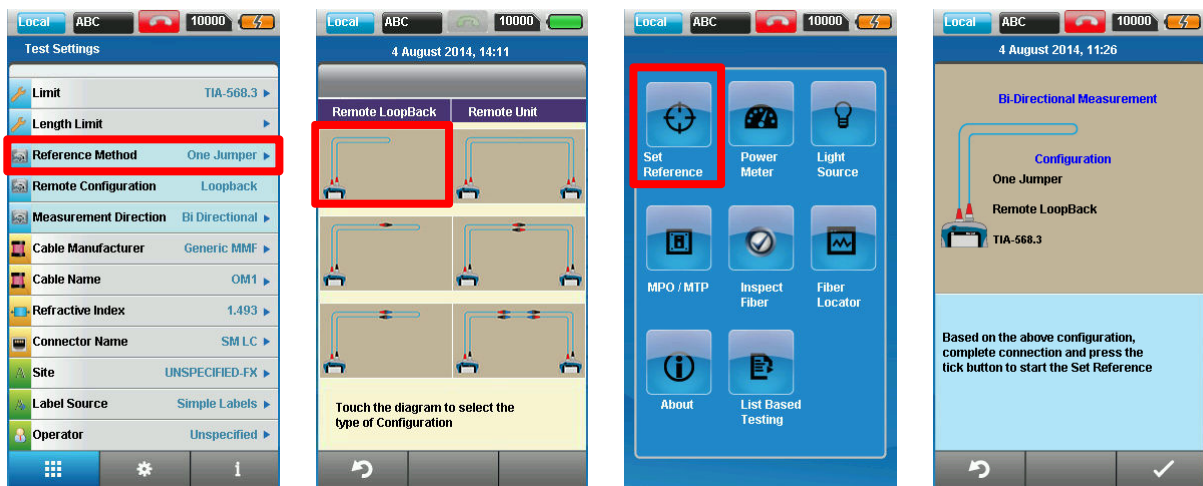 Local ABC 10000
Test Settings
Limit TIA-568.3
Length Limit
Reference Method One Jumper
Remote Configuration Loopback
Measurement Direction Bi Directional
Cable Manufacturer Generic MMF
Cable Name OM1
Refractive Index 1.493
Connector Name SM LC
Site UNSPECIFIED-FX
Label Source Simple Labels
Operator Unspecified
i
Local ABC 10000
4 August 2014, 14:11
Remote LoopBack Remote Unit
Touch the diagram to select the
type of Configuration
Local ABC 10000
Set
Reference
Power
Meter
Light
Source
MPO / MTP
Inspect
Fiber
Fiber
Locator
About
List Based
Testing
Local ABC 10000
4 August 2014, 11:26
Bi-Directional Measurement
Configuration
One Jumper
Remote LoopBack
TIA-568.3
Based on the above configuration,
complete connection and press the
tick button to start the Set Reference